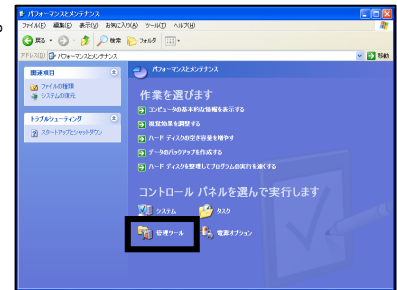 パフォーマンスとメンテナンス
ファイル(F) 編集(E) 表示(V) お気に入り(A) ツール(T) ヘルプ(H)
戻る 検索 フォルダ
アドレス(D) パフォーマンスとメンテナンス 移動
関連項目
ファイルの種類
システムの復元
トラブルシューティング
スタートアップとシャットダウン
パフォーマンスとメンテナンス
作業を選びます
コンピュータの基本的な情報を表示する
視覚効果を調整する
ハード ディスクの空き容量を増やす
データのバックアップを作成する
ハード ディスクを整理してプログラムの実行を速くする
コントロール パネルを選んで実行します
システム タスク
管理ツール 電源オプション